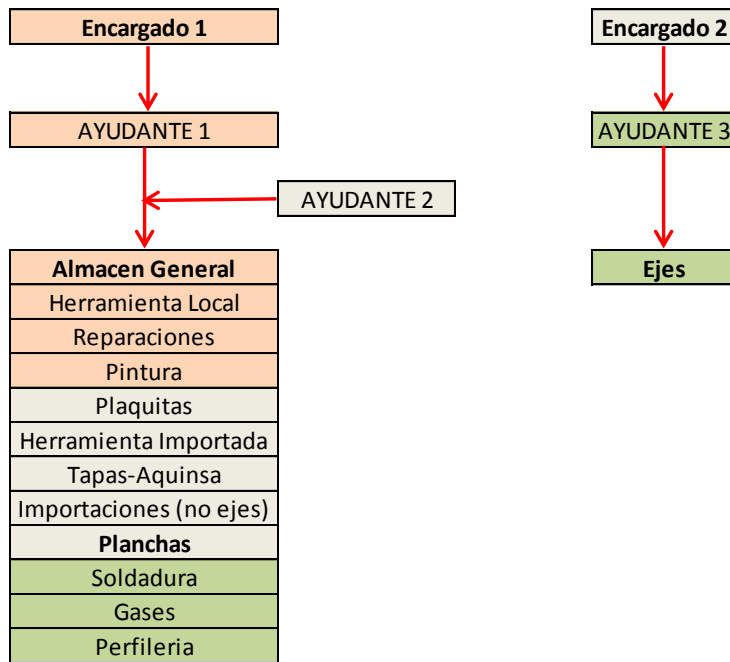 Encargado 1
Encargado 2
AYUDANTE 1
AYUDANTE 3
AYUDANTE 2
Almacen General
Ejes
Herramienta Local
Reparaciones
Pintura
Plaquitas
Herramienta Importada
Tapas-Aquinsa
Importaciones (no ejes)
Planchas
Soldadura
Gases
Perfileria